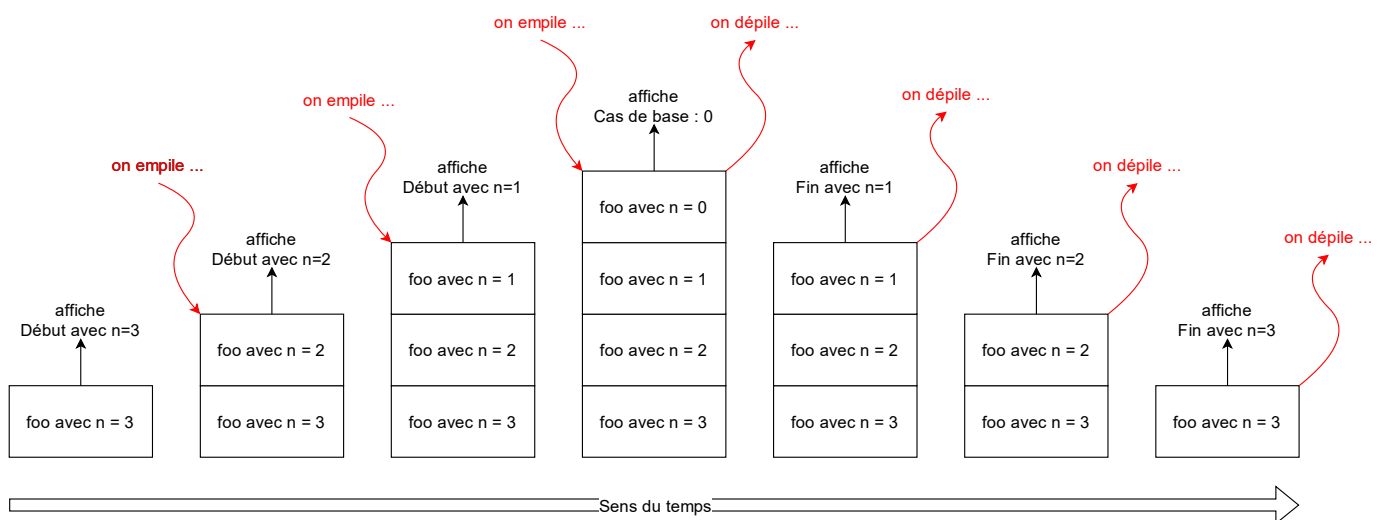 on empile ...
on dépile ...
on empile ...
affiche
Cas de base : 0
on dépile ...
on empile ...
affiche
Début avec n=1
affiche
Fin avec n=1
on dépile ...
affiche
Début avec n=2
affiche
Fin avec n=2
on dépile ...
affiche
Début avec n=3
affiche
Fin avec n=3
foo avec n = 3
foo avec n = 2
foo avec n = 3
foo avec n = 1
foo avec n = 2
foo avec n = 3
foo avec n = 0
foo avec n = 1
foo avec n = 2
foo avec n = 3
foo avec n = 1
foo avec n = 2
foo avec n = 3
foo avec n = 2
foo avec n = 3
foo avec n = 3
Sens du temps